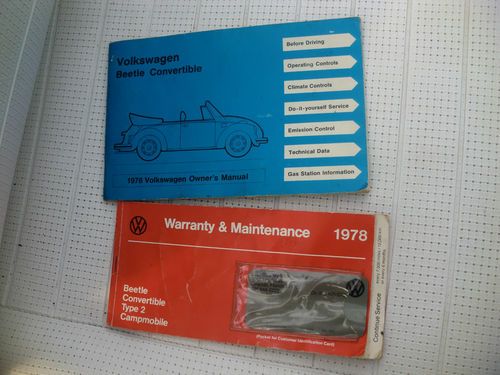 Volkswagen
Beetle Convertible
Before Driving
Operating Controls
Climate Controls
Do-it-yourself Service
Emission Control
Technical Data
Gas Station Information
1978 Volkswagen Owner's Manual
Warranty & Maintenance 1978
Beetle
Convertible
Type 2
Campmobile
(Pocket for Customer Identification Card)
Continue Service